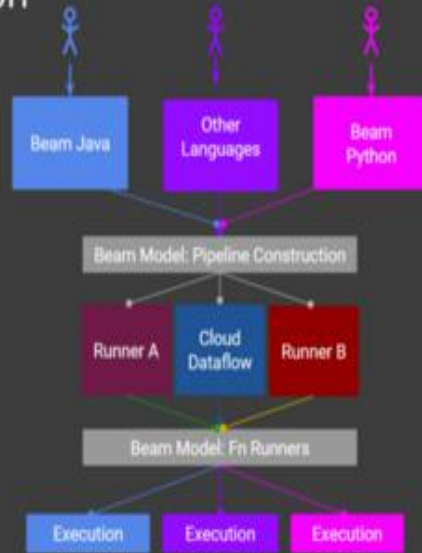 Beam Java
Other
Languages
Beam
Python
Beam Model: Pipeline Construction
Runner A
Cloud
Dataflow
Runner B
Beam Model: Fn Runners
Execution
Execution
Execution